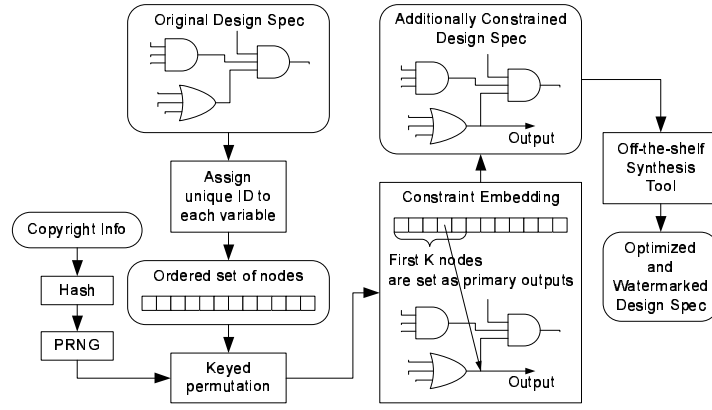 Original Design Spec
Assign
unique ID to
each variable
Copyright Info
Hash
PRNG
Ordered set of nodes
Keyed
permutation
Additionally Constrained
Design Spec
Output
Constraint Embedding
First K nodes
are set as primary outputs
Output
Off-the-shelf
Synthesis
Tool
Optimized
and
Watermarked
Design Spec